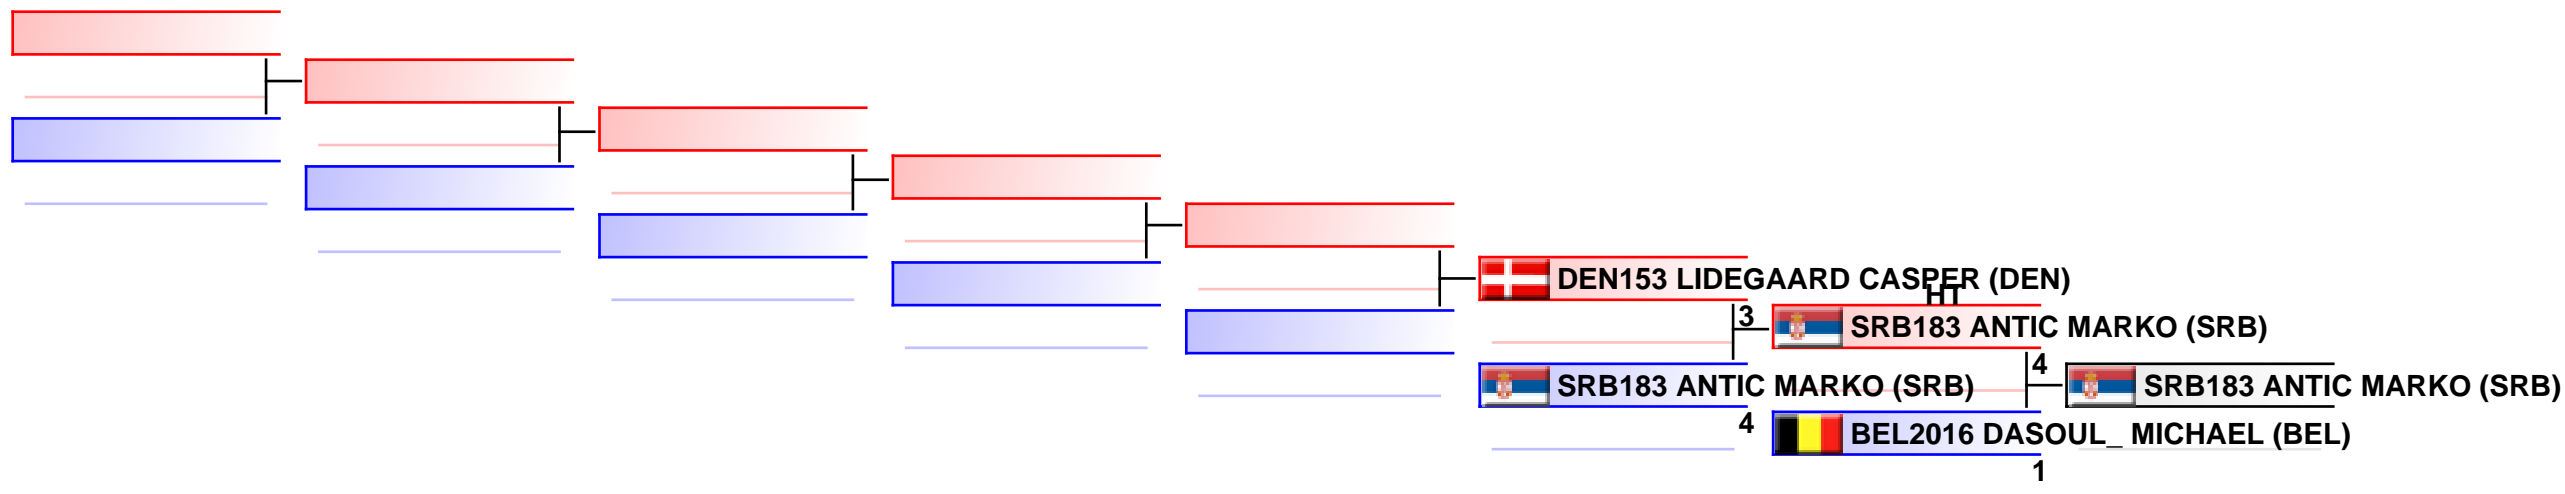 DEN153 LIDEGAARD CASPER (DEN)
HT
3
SRB183 ANTIC MARKO (SRB)
4
SRB183 ANTIC MARKO (SRB)
SRB183 ANTIC MARKO (SRB)
4
BEL2016 DASOUL_ MICHAEL (BEL)
1